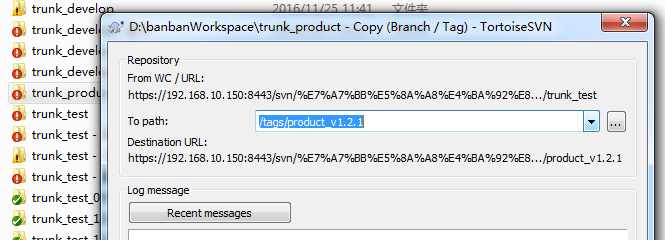 trunk_develop
2016/11/25 11:41 文件夹
trunk_develo
trunk_develo
trunk_develo
trunk_produ
trunk_test
trunk_test -
trunk_test -
trunk_test -
trunk_test_0
trunk_test_1
trunk_test_1
D:\banbanWorkspace\trunk_product - Copy (Branch / Tag) - TortoiseSVN
Repository
From WC / URL:
https://192.168.10.150:8443/svn/%E7%A7%BB%E5%8A%A8%E4%BA%92%E8.../trunk_test
To path:
/tags/product_v1.2.1
...
Destination URL:
https://192.168.10.150:8443/svn/%E7%A7%BB%E5%8A%A8%E4%BA%92%E8.../product_v1.2.1
Log message
Recent messages